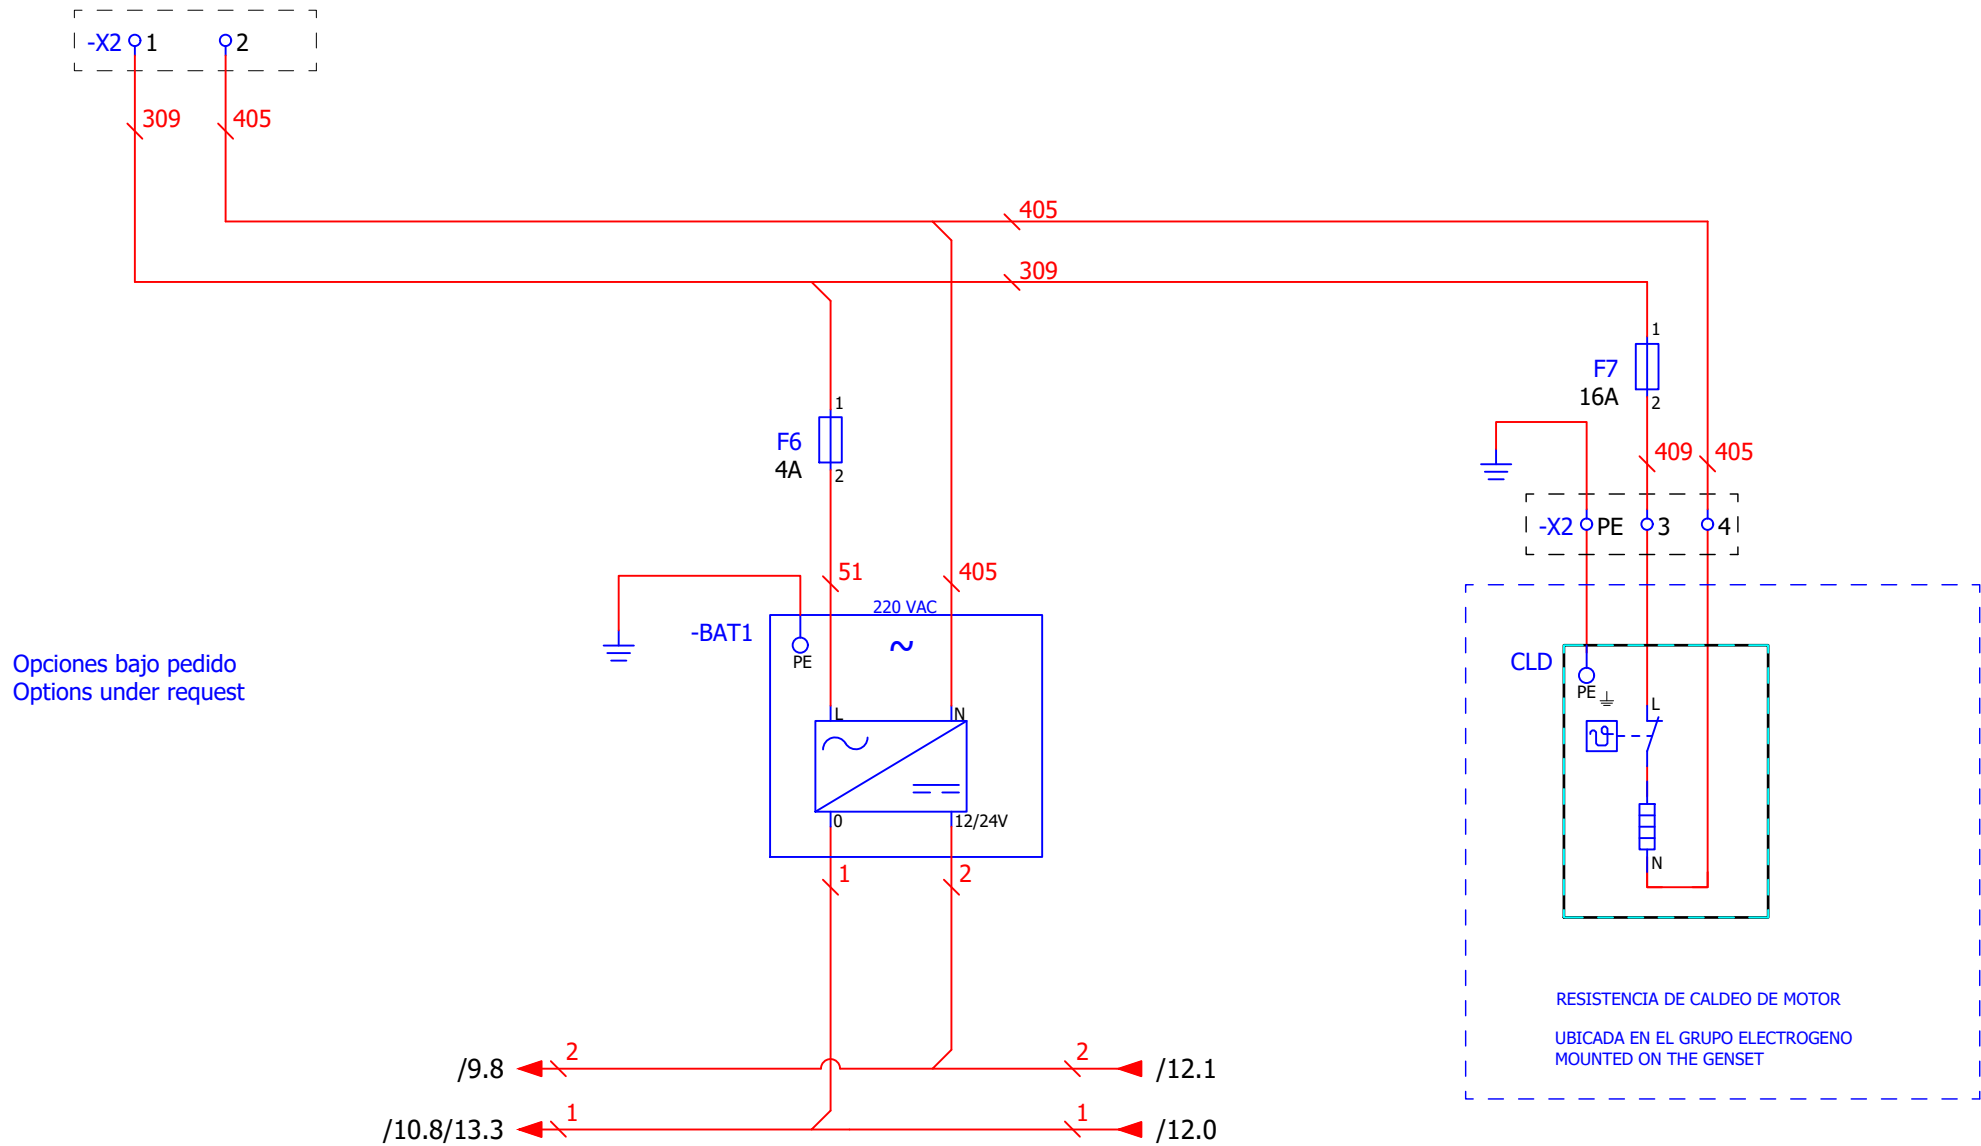 -X2 1 2
309 405
405
309
1
F7
16A
2
1
F6
4A
2
409 405
-X2 PE 3 4
51 405
220 VAC
-BAT1
~
PE
Opciones bajo pedido
Options under request
CLD
PE
L
ϑ
N
L N
0 12/24V
1 2
RESISTENCIA DE CALDEO DE MOTOR
UBICADA EN EL GRUPO ELECTROGENO
MOUNTED ON THE GENSET
/9.8 2 2 /12.1
/10.8/13.3 1 1 /12.0